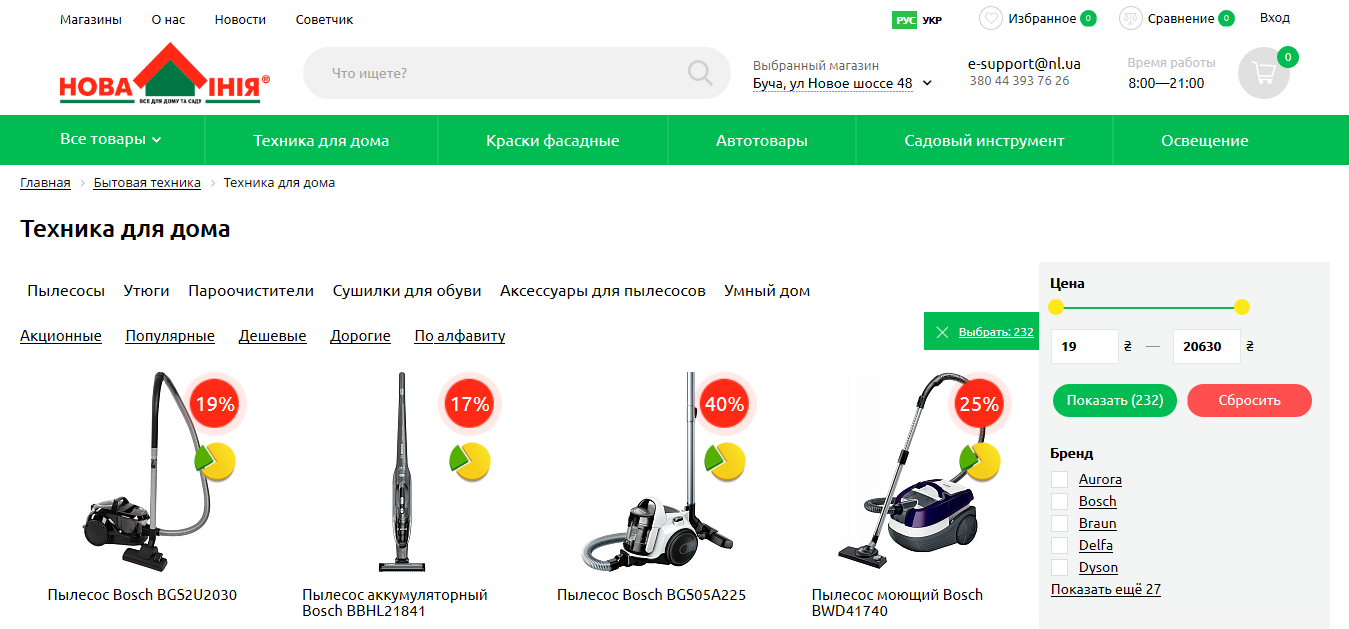 Магазины О нас Новости Советчик РУС УКР Избранное 0 Сравнение 0 Вход
НОВА ІНІЯ®
ВСЕ ДЛЯ ДОМУ ТА САДУ
Что ищете?
Выбранный магазин
Буча, ул Новое шоссе 48
e-support@nl.ua
380 44 393 76 26
Время работы
8:00—21:00
0
Все товары Техника для дома Краски фасадные Автотовары Садовый инструмент Освещение
Главная > Бытовая техника > Техника для дома
Техника для дома
Пылесосы Утюги Пароочистители Сушилки для обуви Аксессуары для пылесосов Умный дом
Акционные Популярные Дешевые Дорогие По алфавиту
Выбрать: 232
19% 17% 40% 25%
Пылесос Bosch BGS2U2030
Пылесос аккумуляторный
Bosch BBHL21841
Пылесос Bosch BGS05A225
Пылесос моющий Bosch
BWD41740
Цена
19 ₴ — 20630 ₴
Показать (232) Сбросить
Бренд
Aurora
Bosch
Braun
Delfa
Dyson
Показать ещё 27